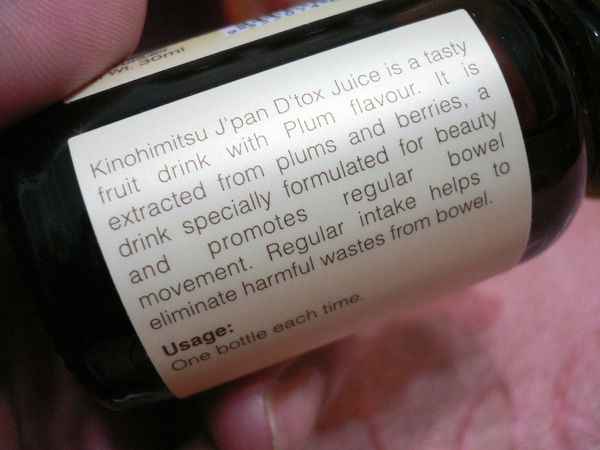 Wt. 30ml
Kinohimitsu J'pan D'tox Juice is a tasty
fruit drink with Plum flavour. It is
extracted from plums and berries, a
drink specially formulated for beauty
and promotes regular bowel
movement. Regular intake helps to
eliminate harmful wastes from bowel.
Usage:
One bottle each time.